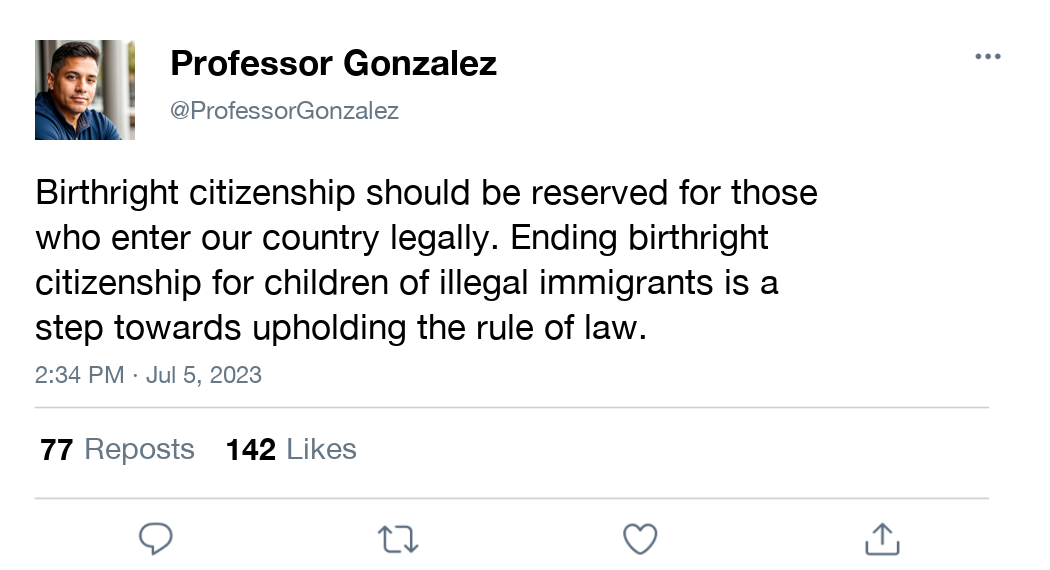 Professor Gonzalez
@ProfessorGonzalez
Birthright citizenship should be reserved for those
who enter our country legally. Ending birthright
citizenship for children of illegal immigrants is a
step towards upholding the rule of law.
2:34 PM · Jul 5, 2023
77 Reposts 142 Likes